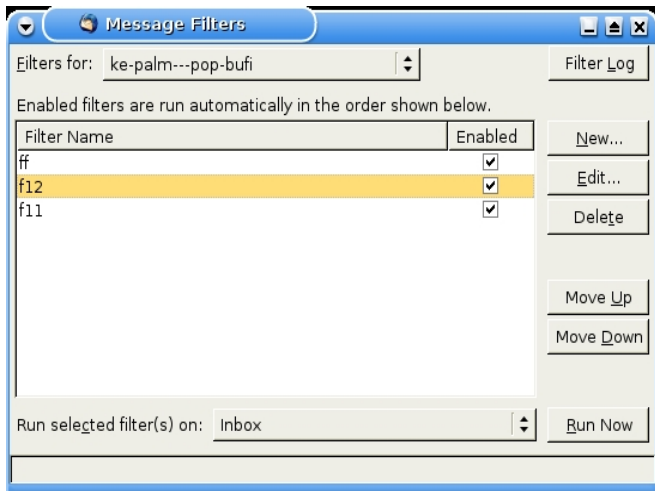 Message Filters
Filters for: ke-palm---pop-bufi Filter Log
Enabled filters are run automatically in the order shown below.
Filter Name Enabled
ff
f12
f11
New...
Edit...
Delete
Move Up
Move Down
Run selected filter(s) on: Inbox Run Now